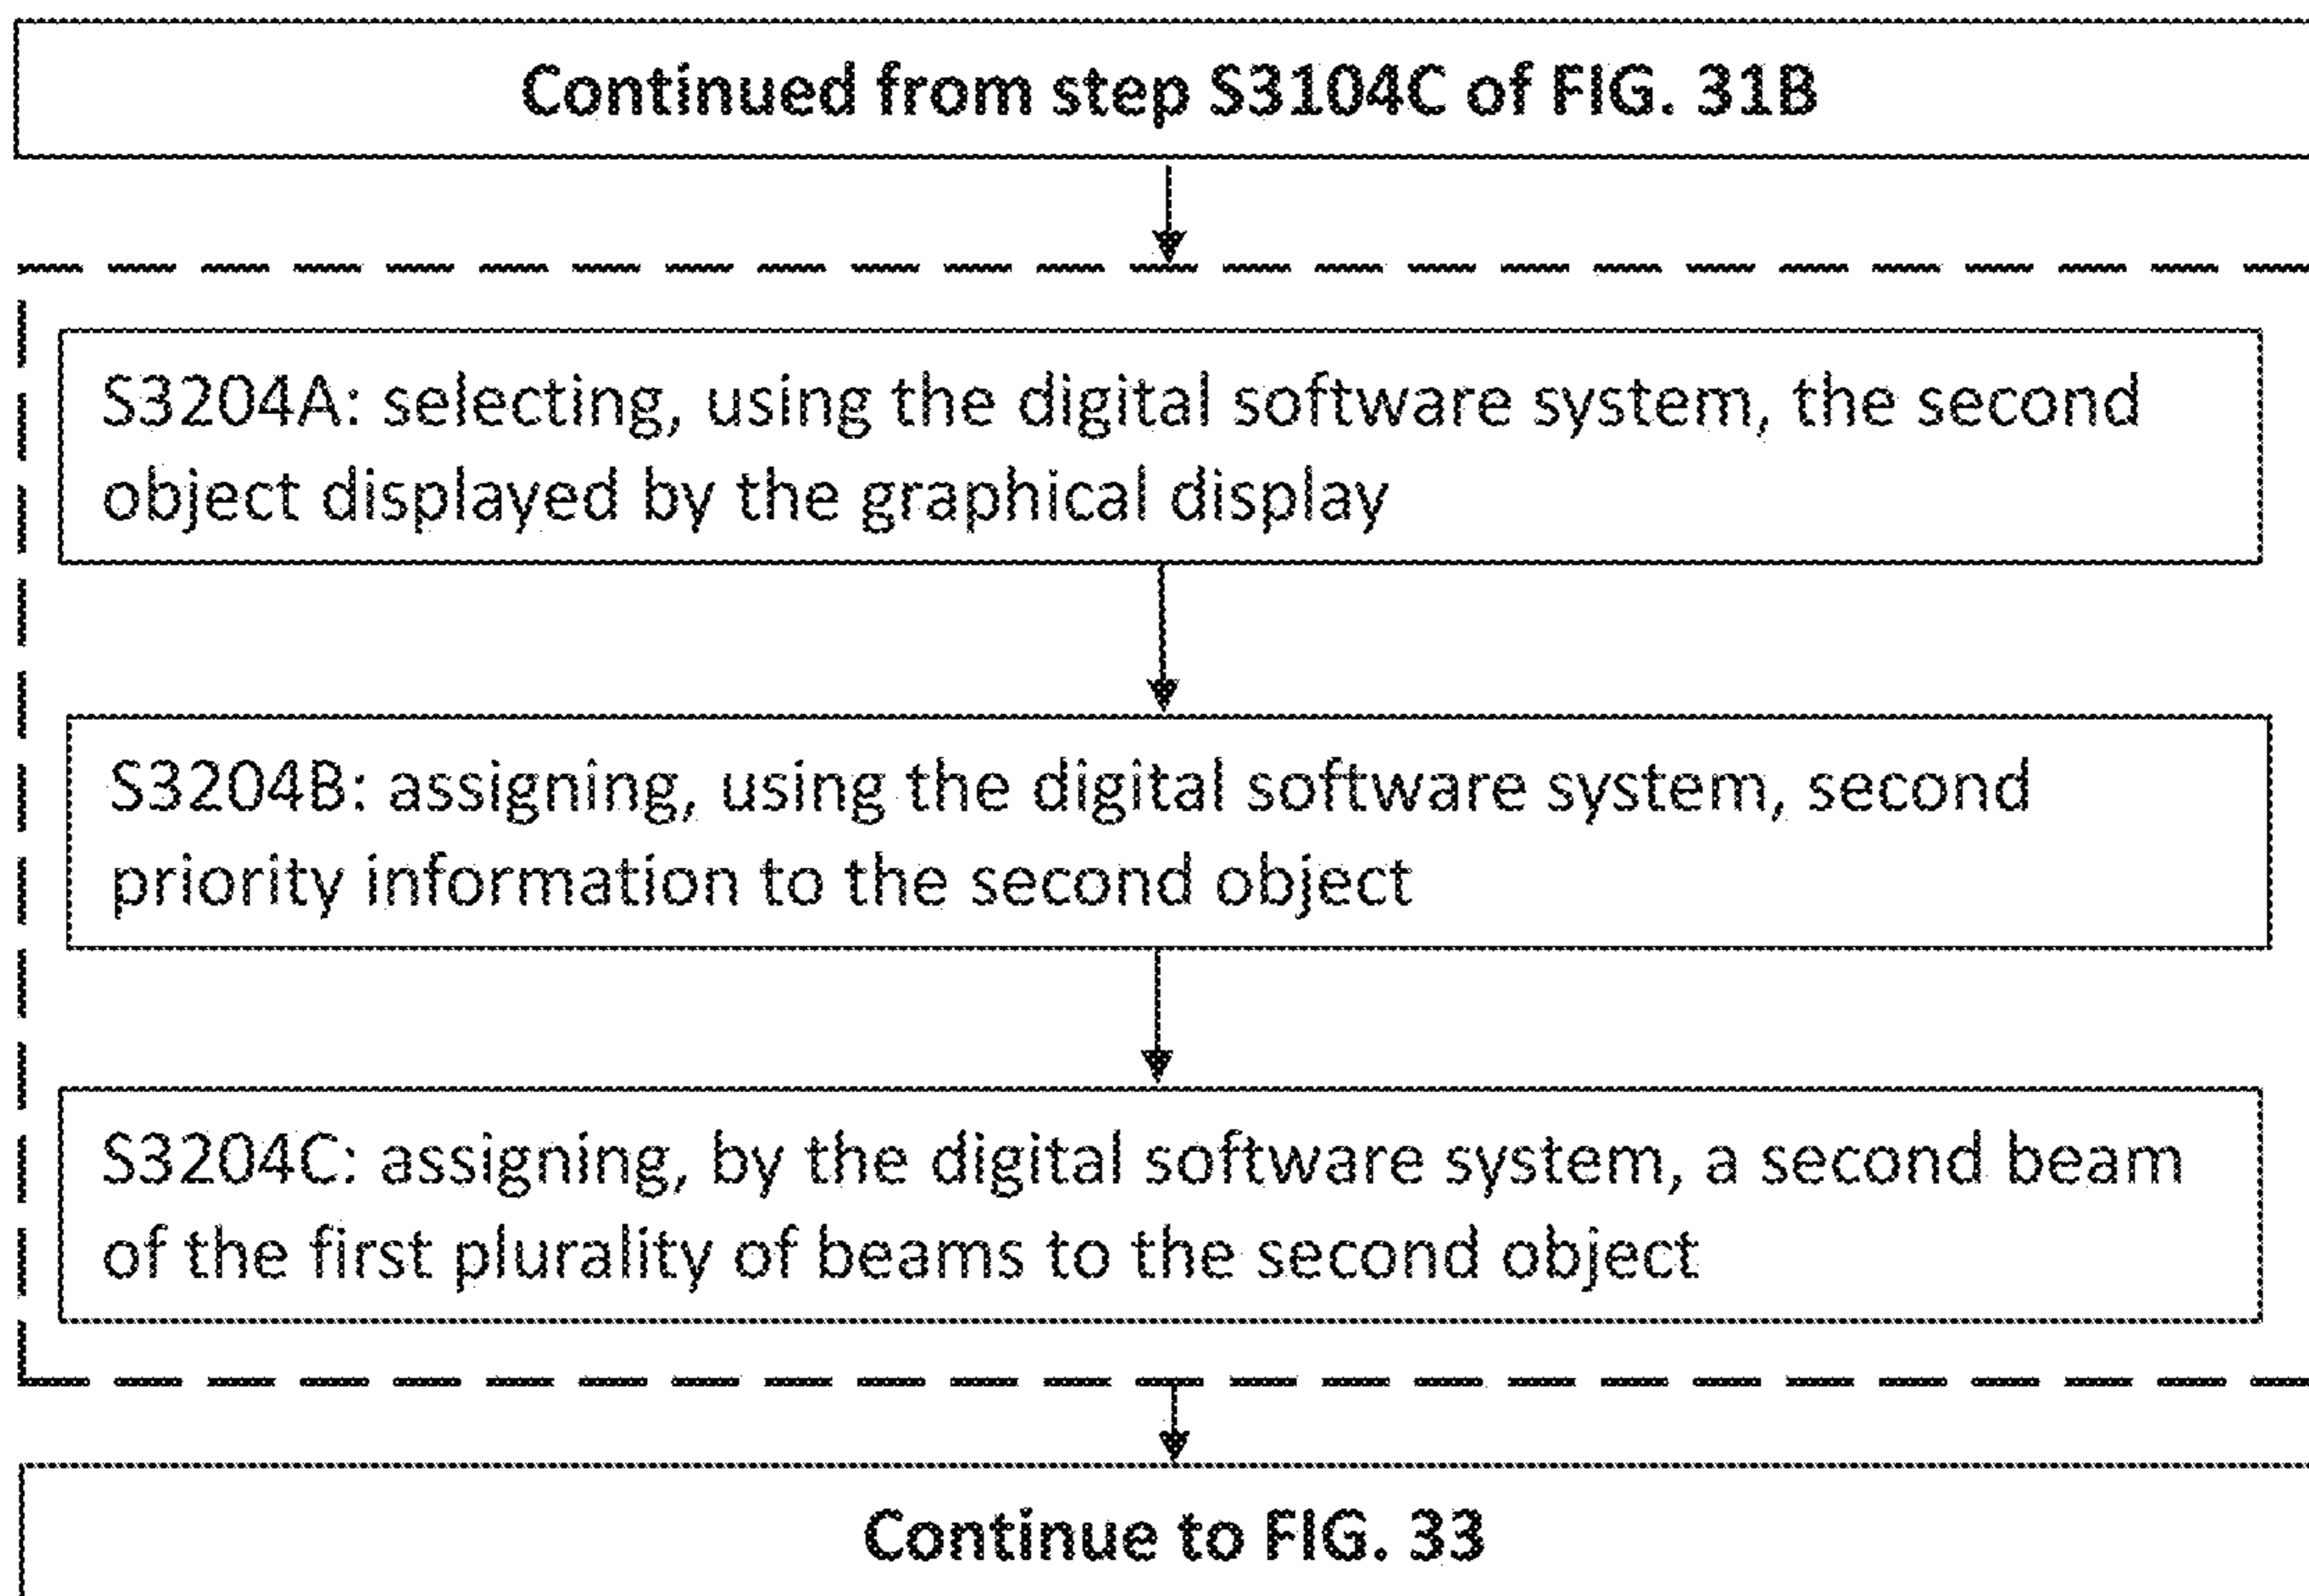 Continued from step S3104C of FIG. 31B
S3204A: selecting, using the digital software system, the second
object displayed by the graphical display
S3204B: assigning, using the digital software system, second
priority information to the second object
S3204C: assigning, by the digital software system, a second beam
of the first plurality of beams to the second object
Continue to FIG. 33